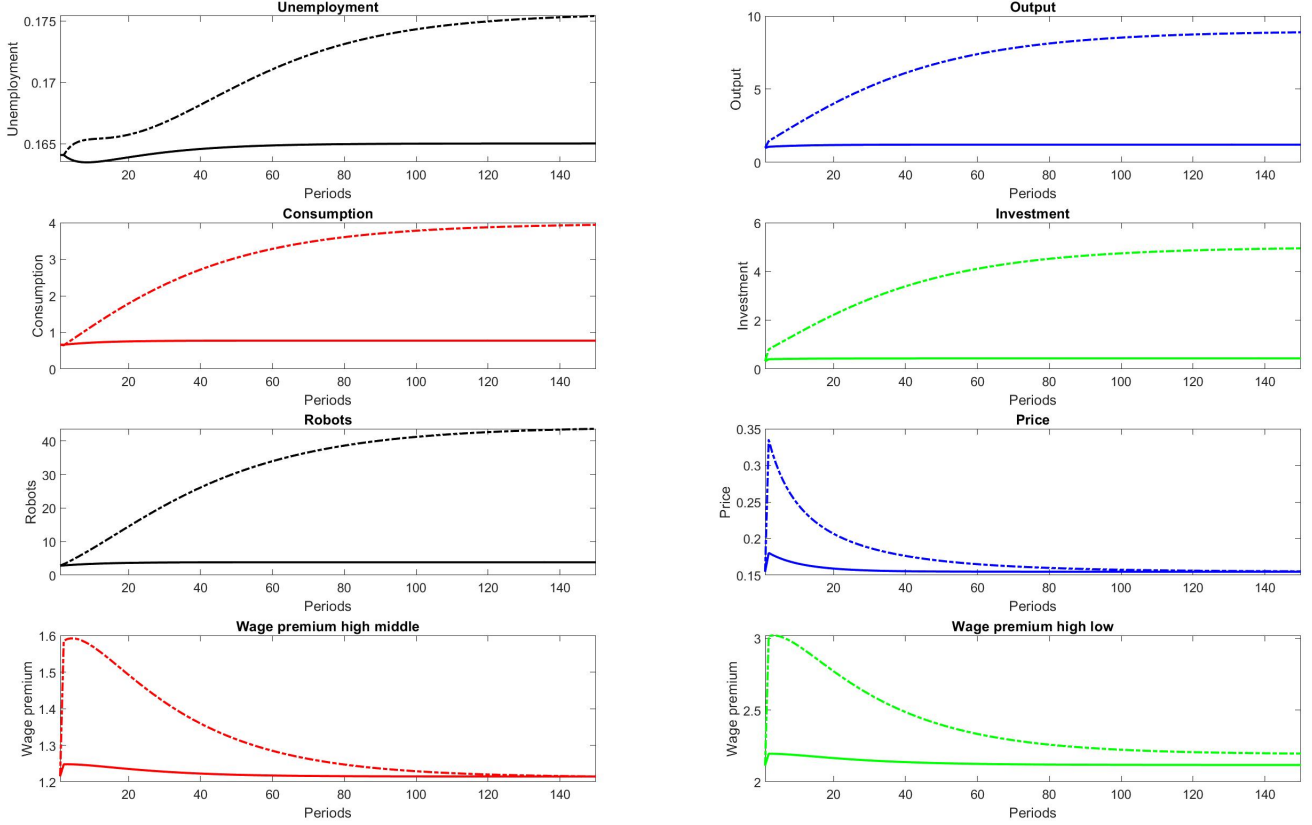 Unemployment
Unemployment
0.175
0.17
0.165
20 40 60 80 100 120 140
Periods
Output
Output
10
5
0
20 40 60 80 100 120 140
Periods
Consumption
Consumption
4
3
2
1
0
20 40 60 80 100 120 140
Periods
Investment
Investment
6
4
2
0
20 40 60 80 100 120 140
Periods
Robots
Robots
40
30
20
10
0
20 40 60 80 100 120 140
Periods
Price
Price
0.35
0.3
0.25
0.2
0.15
20 40 60 80 100 120 140
Periods
Wage premium high middle
Wage premium
1.6
1.5
1.4
1.3
1.2
20 40 60 80 100 120 140
Periods
Wage premium high low
Wage premium
3
2.5
2
20 40 60 80 100 120 140
Periods